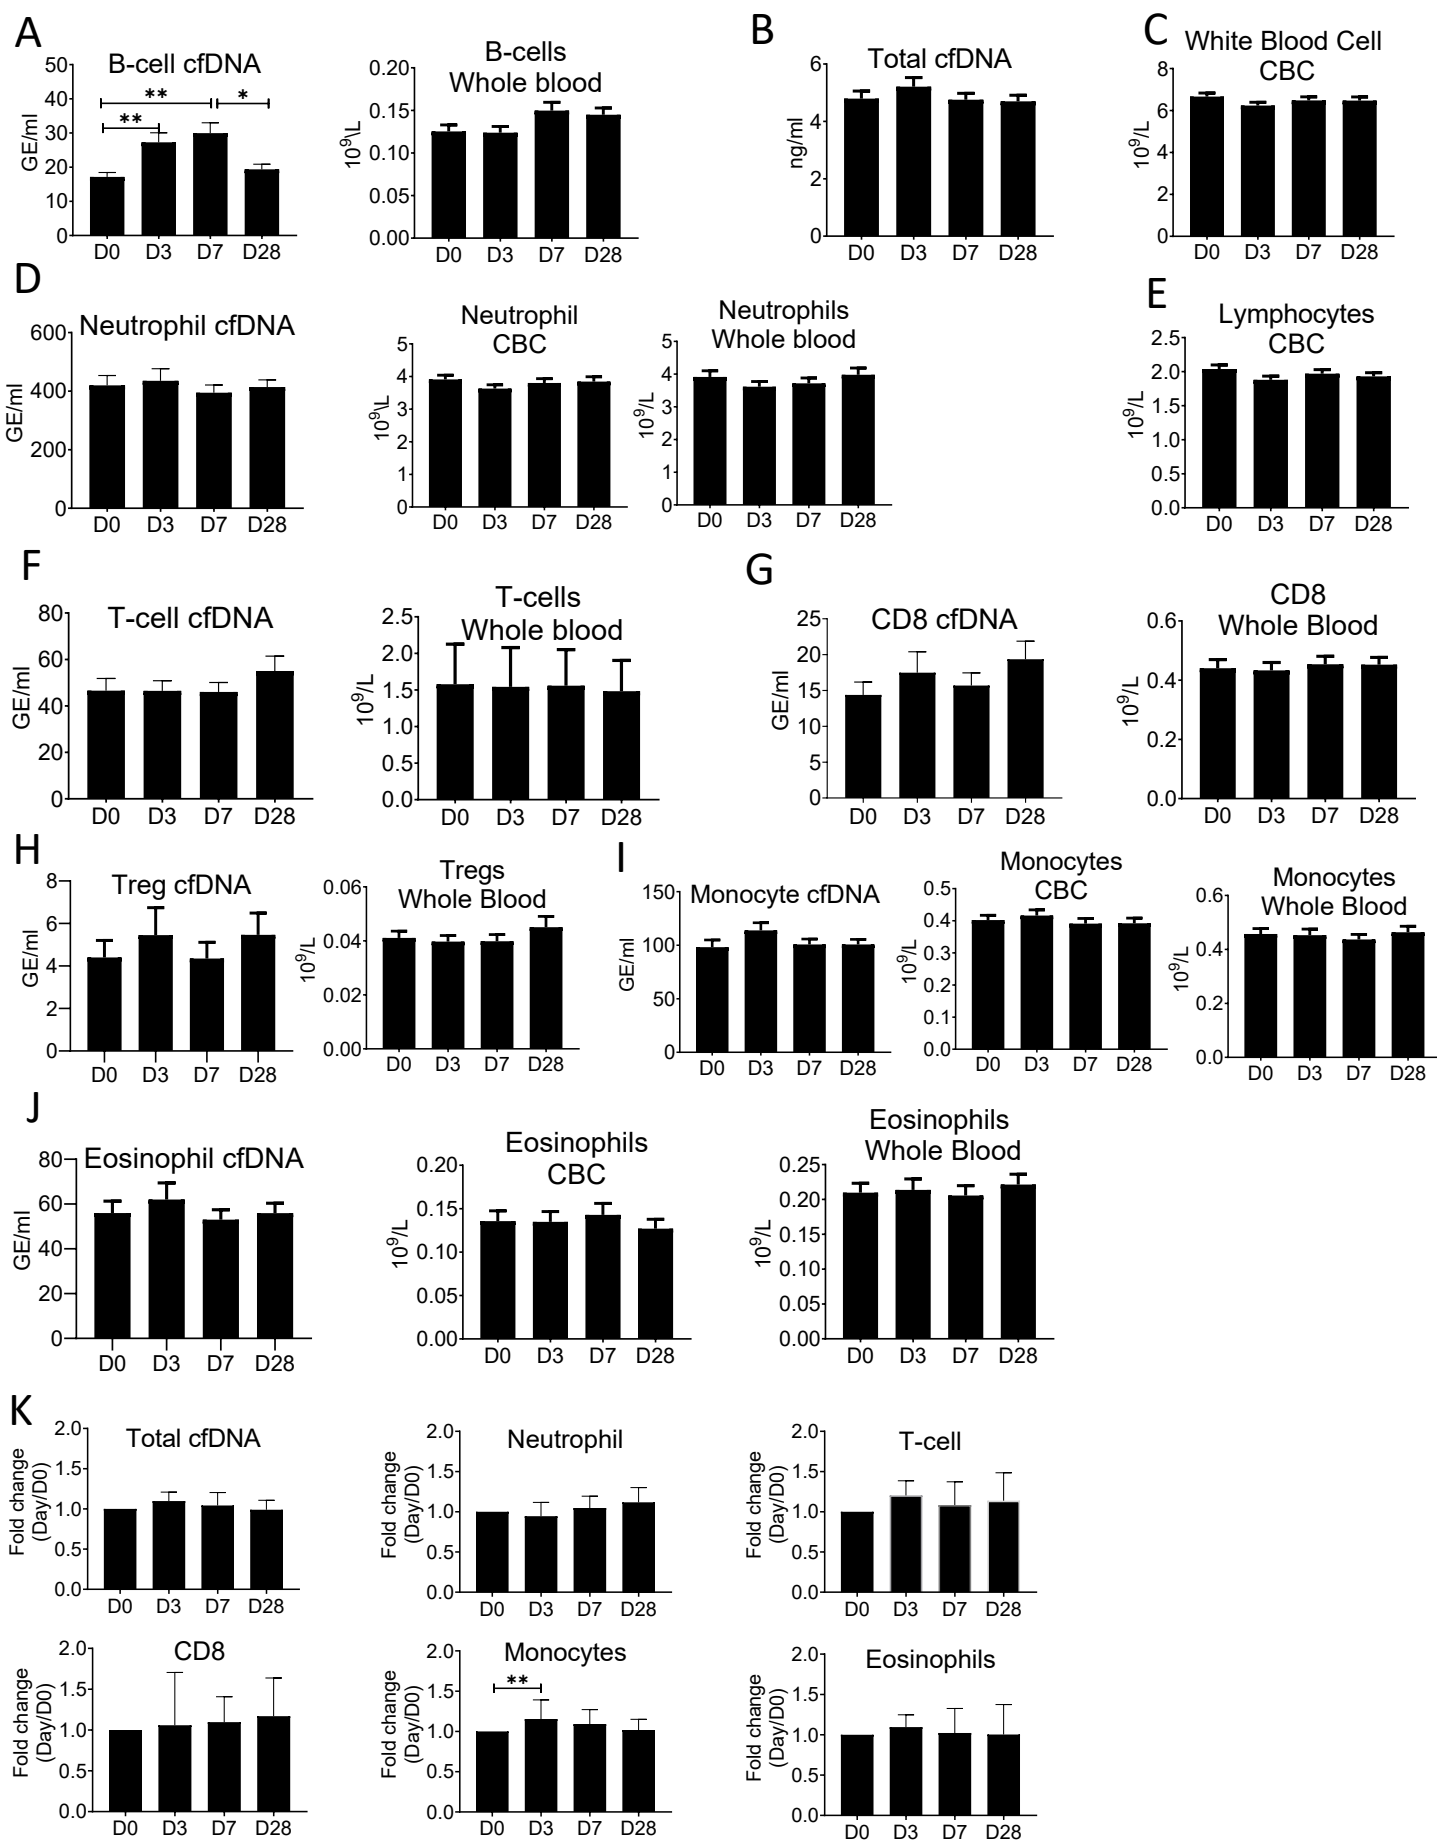 A
B-cell cfDNA
GE/ml
50
40
30
20
10
0
**
*
**
D0 D3 D7 D28
B-cells
Whole blood
10⁹\L
0.20
0.15
0.10
0.05
0.00
D0 D3 D7 D28
B
Total cfDNA
ng/ml
6
4
2
0
D0 D3 D7 D28
C
White Blood Cell
CBC
10⁹/L
8
6
4
2
0
D0 D3 D7 D28
D
Neutrophil cfDNA
GE/ml
600
400
200
0
D0 D3 D7 D28
Neutrophil
CBC
10⁹\L
5
4
3
2
1
0
D0 D3 D7 D28
Neutrophils
Whole blood
10⁹/L
5
4
3
2
1
0
D0 D3 D7 D28
E
Lymphocytes
CBC
10⁹/L
2.5
2.0
1.5
1.0
0.5
0.0
D0 D3 D7 D28
F
T-cell cfDNA
GE/ml
80
60
40
20
0
D0 D3 D7 D28
T-cells
Whole blood
10⁹/L
2.5
2.0
1.5
1.0
0.5
0.0
D0 D3 D7 D28
G
CD8 cfDNA
GE/ml
25
20
15
10
5
0
D0 D3 D7 D28
CD8
Whole Blood
10⁹/L
0.6
0.4
0.2
0.0
D0 D3 D7 D28
H
Treg cfDNA
GE/ml
8
6
4
2
0
D0 D3 D7 D28
Tregs
Whole Blood
10⁹/L
0.06
0.04
0.02
0.00
D0 D3 D7 D28
I
Monocyte cfDNA
GE/ml
150
100
50
0
D0 D3 D7 D28
Monocytes
CBC
10⁹/L
0.5
0.4
0.3
0.2
0.1
0.0
D0 D3 D7 D28
Monocytes
Whole Blood
10⁹/L
0.6
0.4
0.2
0.0
D0 D3 D7 D28
J
Eosinophil cfDNA
GE/ml
80
60
40
20
0
D0 D3 D7 D28
Eosinophils
CBC
10⁹/L
0.20
0.15
0.10
0.05
0.00
D0 D3 D7 D28
Eosinophils
Whole Blood
10⁹/L
0.25
0.20
0.15
0.10
0.05
0.00
D0 D3 D7 D28
K
Total cfDNA
Fold change
(Day/D0)
2.0
1.5
1.0
0.5
0.0
D0 D3 D7 D28
Neutrophil
Fold change
(Day/D0)
2.0
1.5
1.0
0.5
0.0
D0 D3 D7 D28
T-cell
Fold change
(Day/D0)
2.0
1.5
1.0
0.5
0.0
D0 D3 D7 D28
CD8
Fold change
(Day/D0)
2.0
1.5
1.0
0.5
0.0
D0 D3 D7 D28
Monocytes
Fold change
(Day/D0)
2.0
1.5
1.0
0.5
0.0
**
D0 D3 D7 D28
Eosinophils
Fold change
(Day/D0)
2.0
1.5
1.0
0.5
0.0
D0 D3 D7 D28